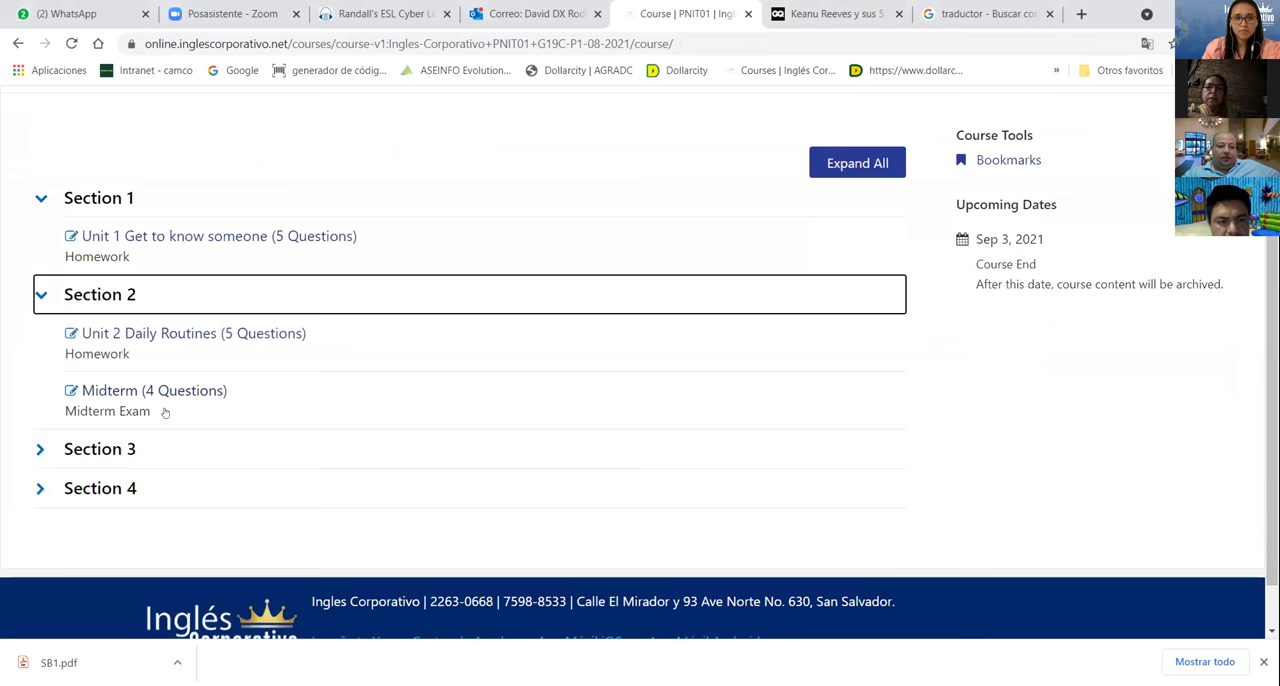 (2) WhatsApp
Posasistente - Zoom
Randall's ESL Cyber L
Correo: David DX Rod
Course | PNIT01 | Ingl
GQ
Keanu Reeves y sus 5
traductor - Buscar con
online.inglescorporativo.net/courses/course-v1:Ingles-Corporativo+PNIT01+G19C-P1-08-2021/course/
Aplicaciones
Intranet - camco
Google
generador de códig...
ASEINFO Evolution...
Dollarcity | AGRADC
Dollarcity
Courses | Inglés Cor...
https://www.dollarc...
»
Otros favoritos
Expand All
Section 1
Unit 1 Get to know someone (5 Questions)
Homework
Section 2
Unit 2 Daily Routines (5 Questions)
Homework
Midterm (4 Questions)
Midterm Exam
Section 3
Section 4
Course Tools
Bookmarks
Upcoming Dates
Sep 3, 2021
Course End
After this date, course content will be archived.
Inglés
Corporativo
Ingles Corporativo | 2263-0668 | 7598-8533 | Calle El Mirador y 93 Ave Norte No. 630, San Salvador.
SB1.pdf
Mostrar todo